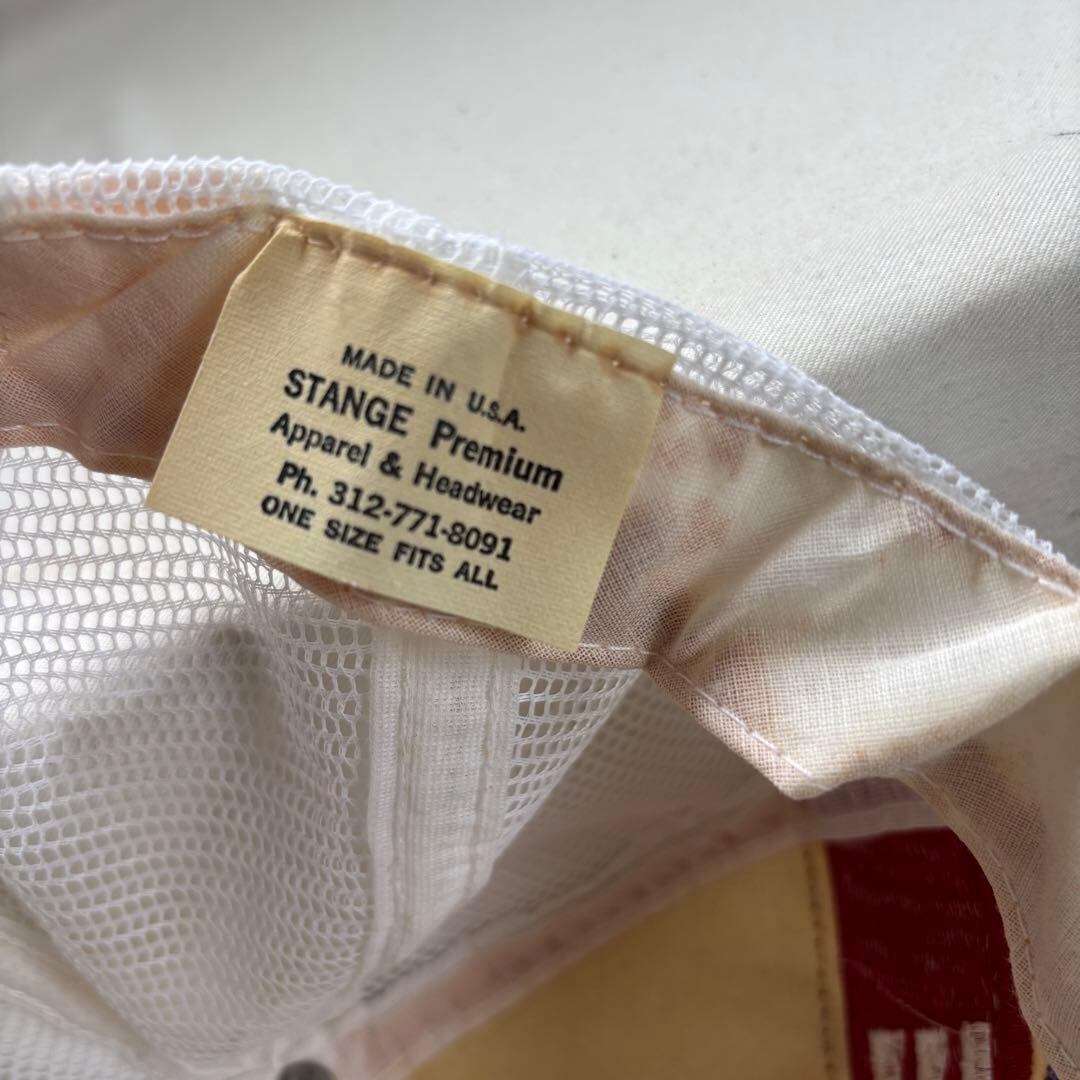 MADE IN U.S.A.
STANGE Premium
Apparel & Headwear
Ph. 312-771-8091
ONE SIZE FITS ALL